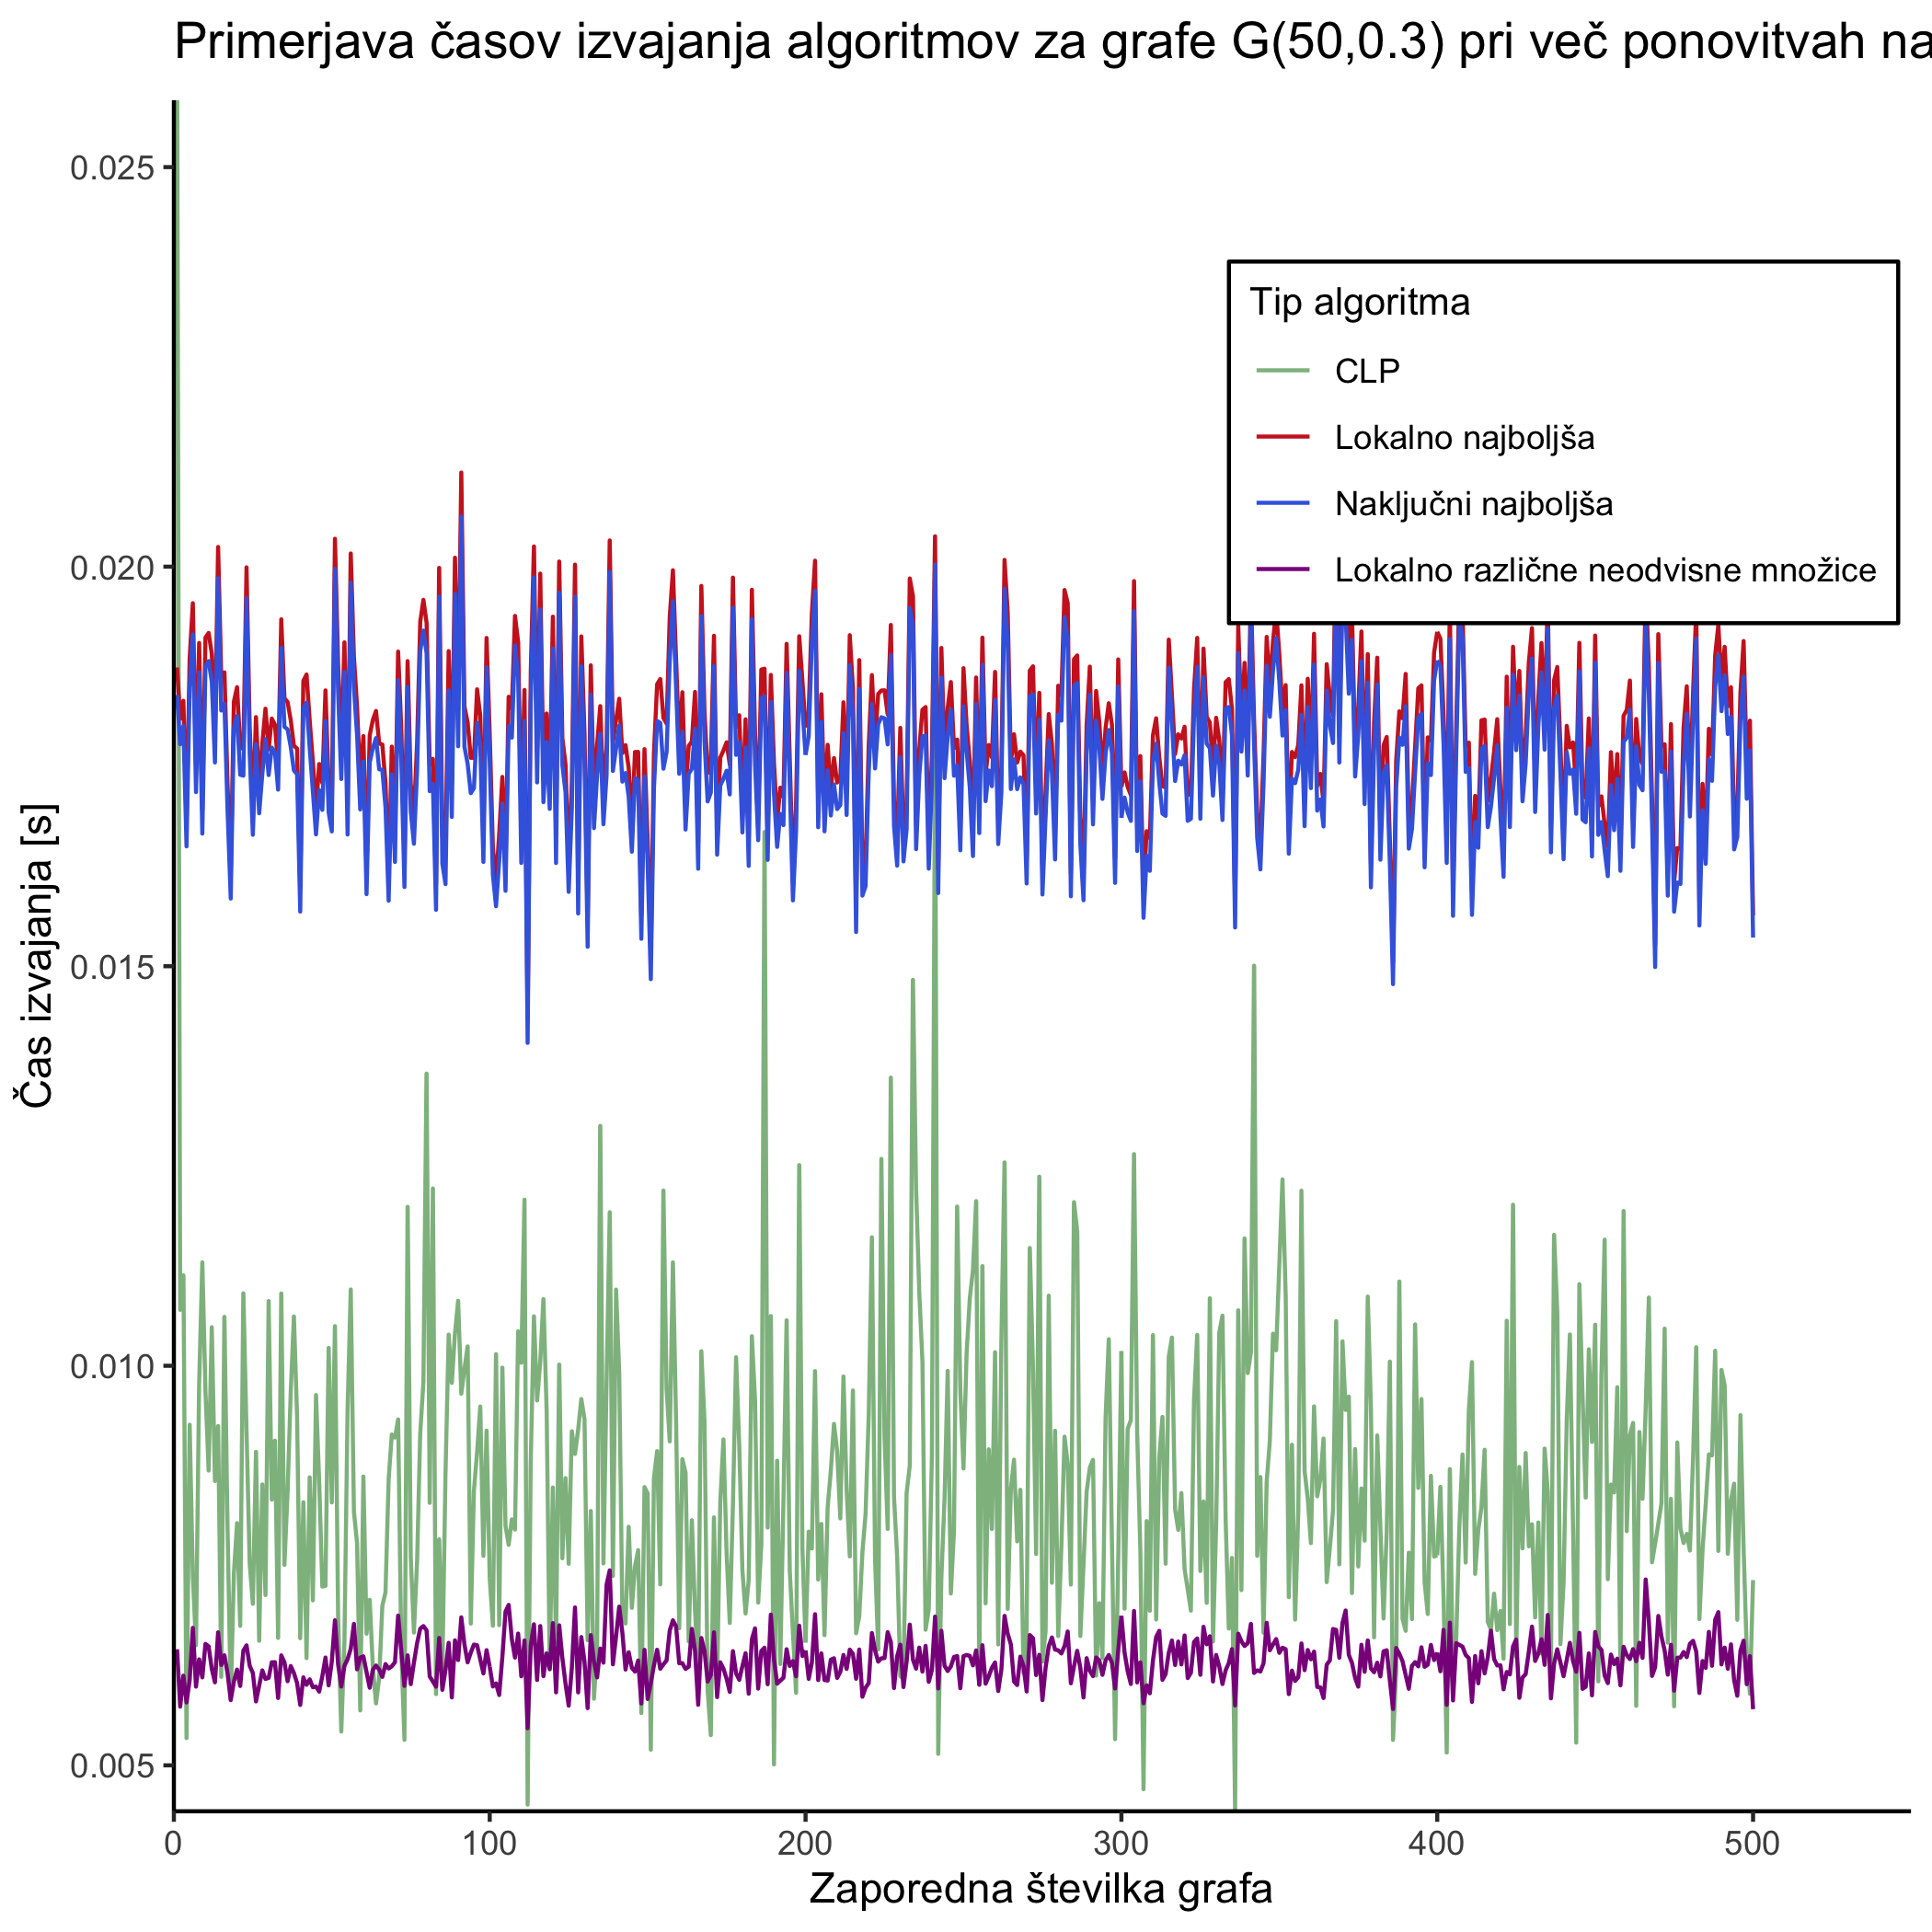 Primerjava časov izvajanja algoritmov za grafe G(50,0.3) pri več ponovitvah na
0.025
0.020
0.015
0.010
0.005
Čas izvajanja [s]
Tip algoritma
CLP
Lokalno najboljša
Naključni najboljša
Lokalno različne neodvisne množice
0 100 200 300 400 500
Zaporedna številka grafa